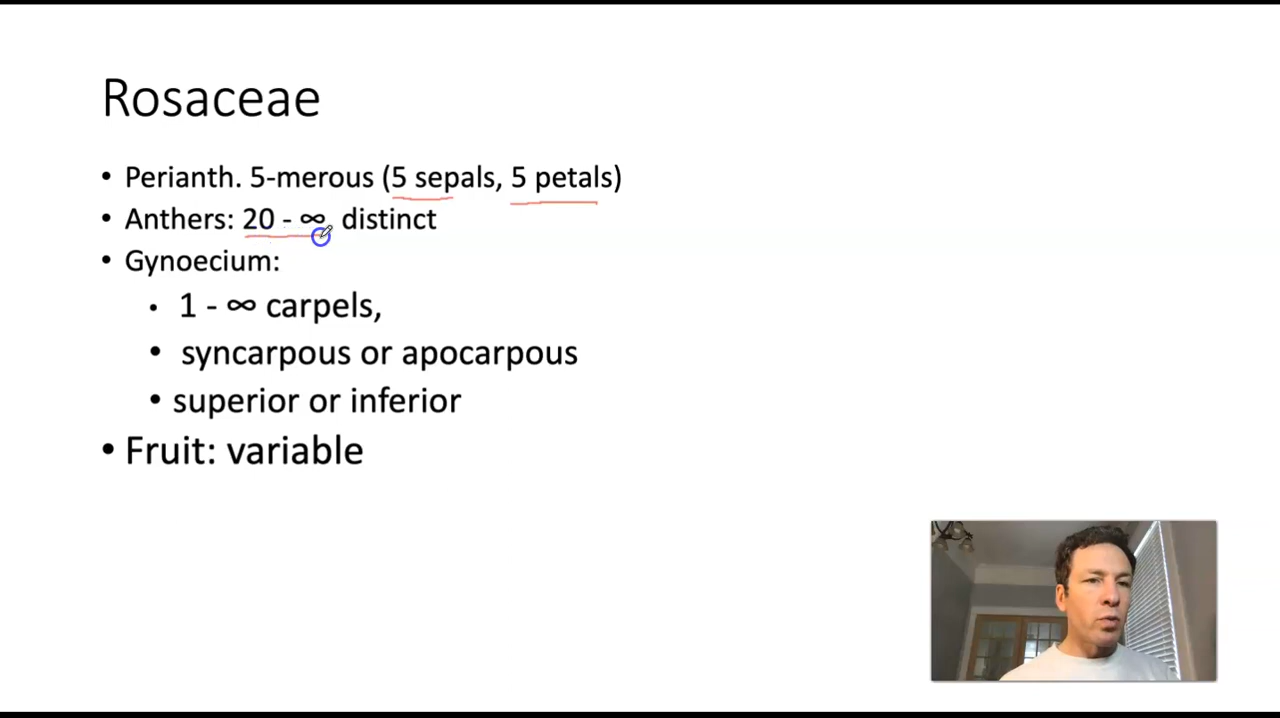 Rosaceae
• Perianth. 5-merous (5 sepals, 5 petals)
• Anthers: 20 - ∞, distinct
• Gynoecium:
• 1 - ∞ carpels,
• syncarpous or apocarpous
• superior or inferior
• Fruit: variable